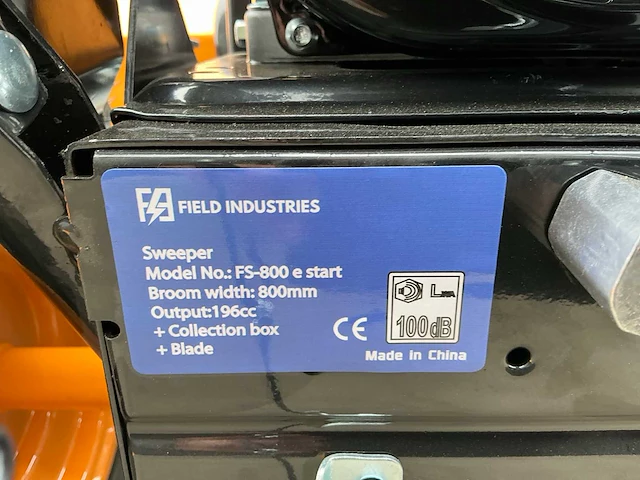 FIELD INDUSTRIES
Sweeper
Model No.: FS-800 e start
Broom width: 800mm
Output:196cc
+ Collection box
+ Blade
CE
LWA
100dB
Made in China